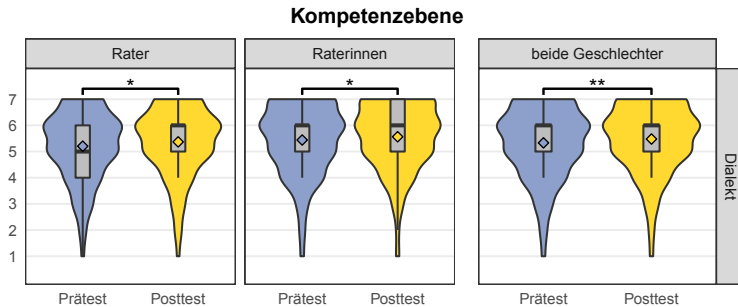 Kompetenzebene
Rater
Raterinnen
beide Geschlechter
* * **
7
6
5
4
3
2
1
Dialekt
Prätest Posttest Prätest Posttest Prätest Posttest